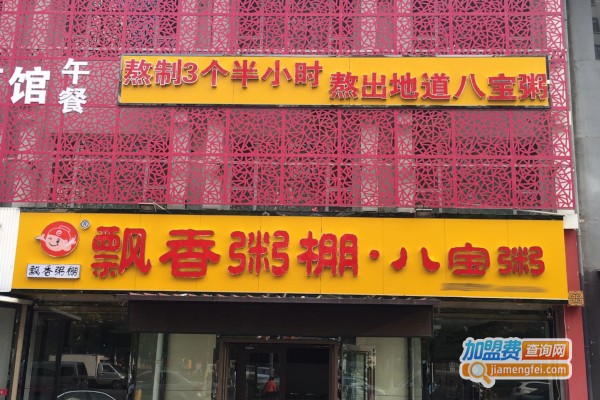 熬制3个半小时 熬出地道八宝粥
馆
午餐
飘香粥棚·八宝粥
飘香粥棚
加盟费查询网
jiamengfei.com